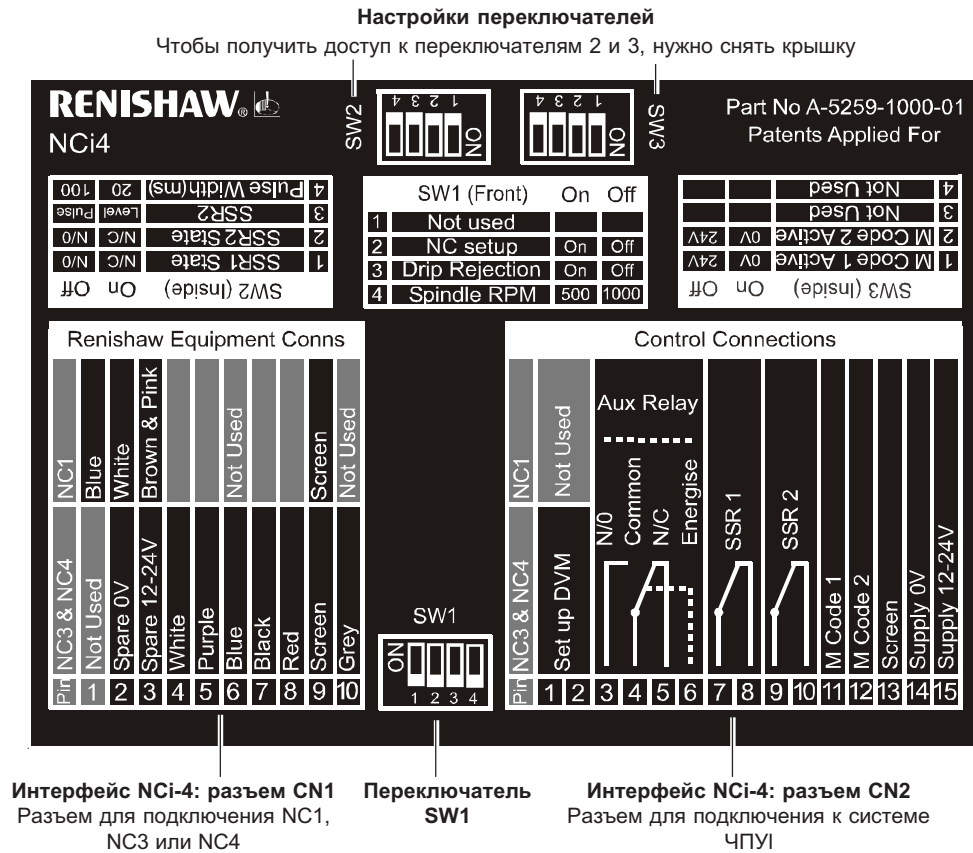 Настройки переключателей
Чтобы получить доступ к переключателям 2 и 3, нужно снять крышку
RENISHAW®
NCi4
SW2
4 3 2 1
ON
4 3 2 1
ON
SW3
Part No A-5259-1000-01
Patents Applied For
SW2 (Inside) On Off
1 SSR1 State N/C N/0
2 SSR2 State N/C N/0
3 SSR2 Level Pulse
4 Pulse Width(ms) 20 100
SW1 (Front) On Off
1 Not used
2 NC setup On Off
3 Drip Rejection On Off
4 Spindle RPM 500 1000
SW3 (Inside) On Off
1 M Code 1 Active 0V 24V
2 M Code 2 Active 0V 24V
3 Not Used
4 Not Used
Renishaw Equipment Conns
NC1
Blue
White
Brown & Pink
Not Used
Screen
Not Used
Pin NC3 & NC4
1 Not Used
2 Spare 0V
3 Spare 12-24V
4 White
5 Purple
6 Blue
7 Black
8 Red
9 Screen
10 Grey
SW1
ON
1 2 3 4
Control Connections
NC1
Not Used
Pin NC3 & NC4
Set up DVM
Aux Relay
N/0
Common
N/C
Energise
SSR 1
SSR 2
M Code 1
M Code 2
Screen
Supply 0V
Supply 12-24V
1 2 3 4 5 6 7 8 9 10 11 12 13 14 15
Интерфейс NCi-4: разъем CN1
Разъем для подключения NC1,
NC3 или NC4
Переключатель
SW1
Интерфейс NCi-4: разъем CN2
Разъем для подключения к системе
ЧПУI